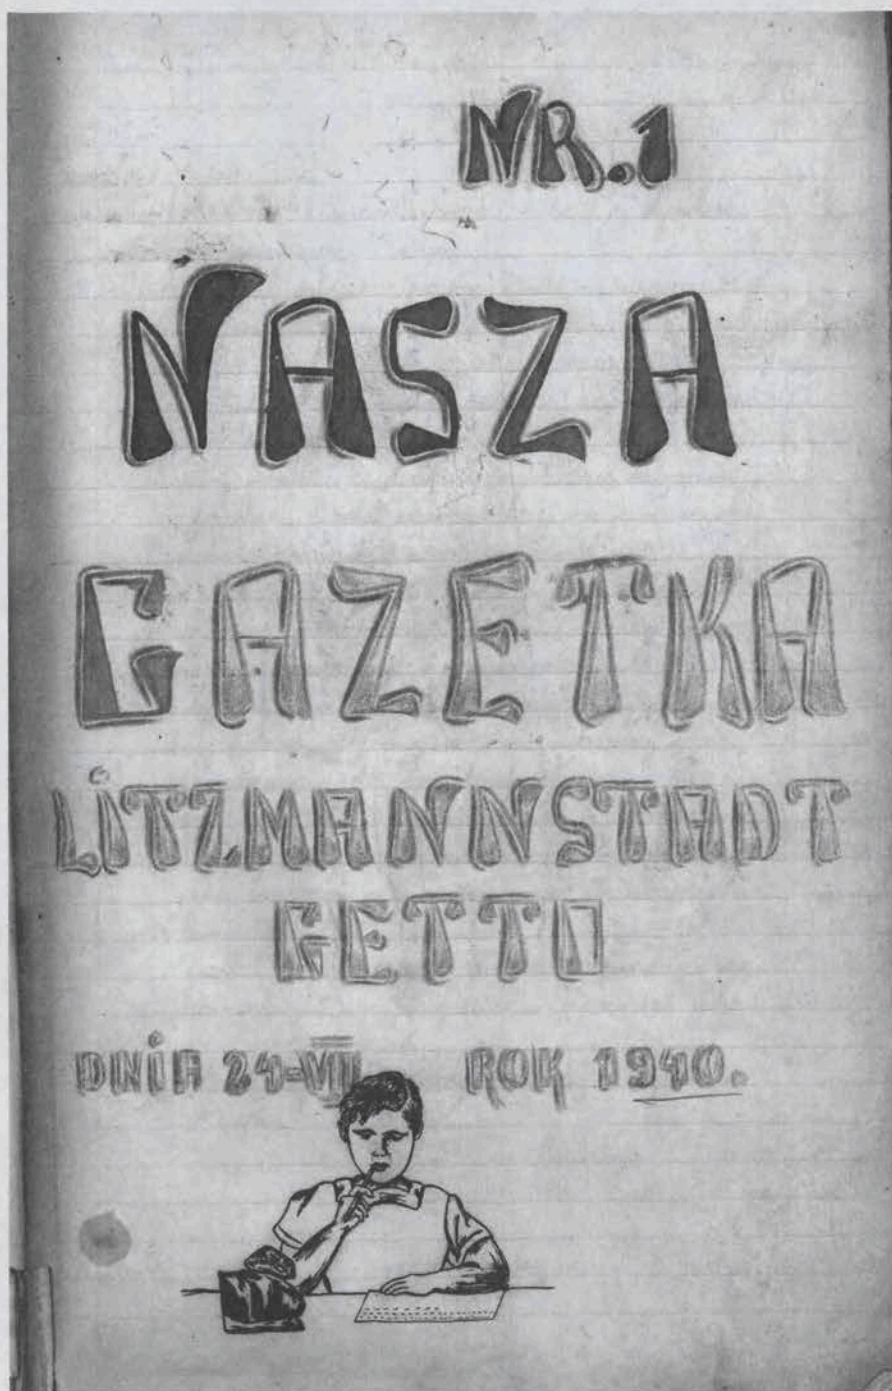 NR.1
NASZA
GAZETKA
LiTZMANNSTADT
GETTO
DNiA 24-VII ROK 1940.